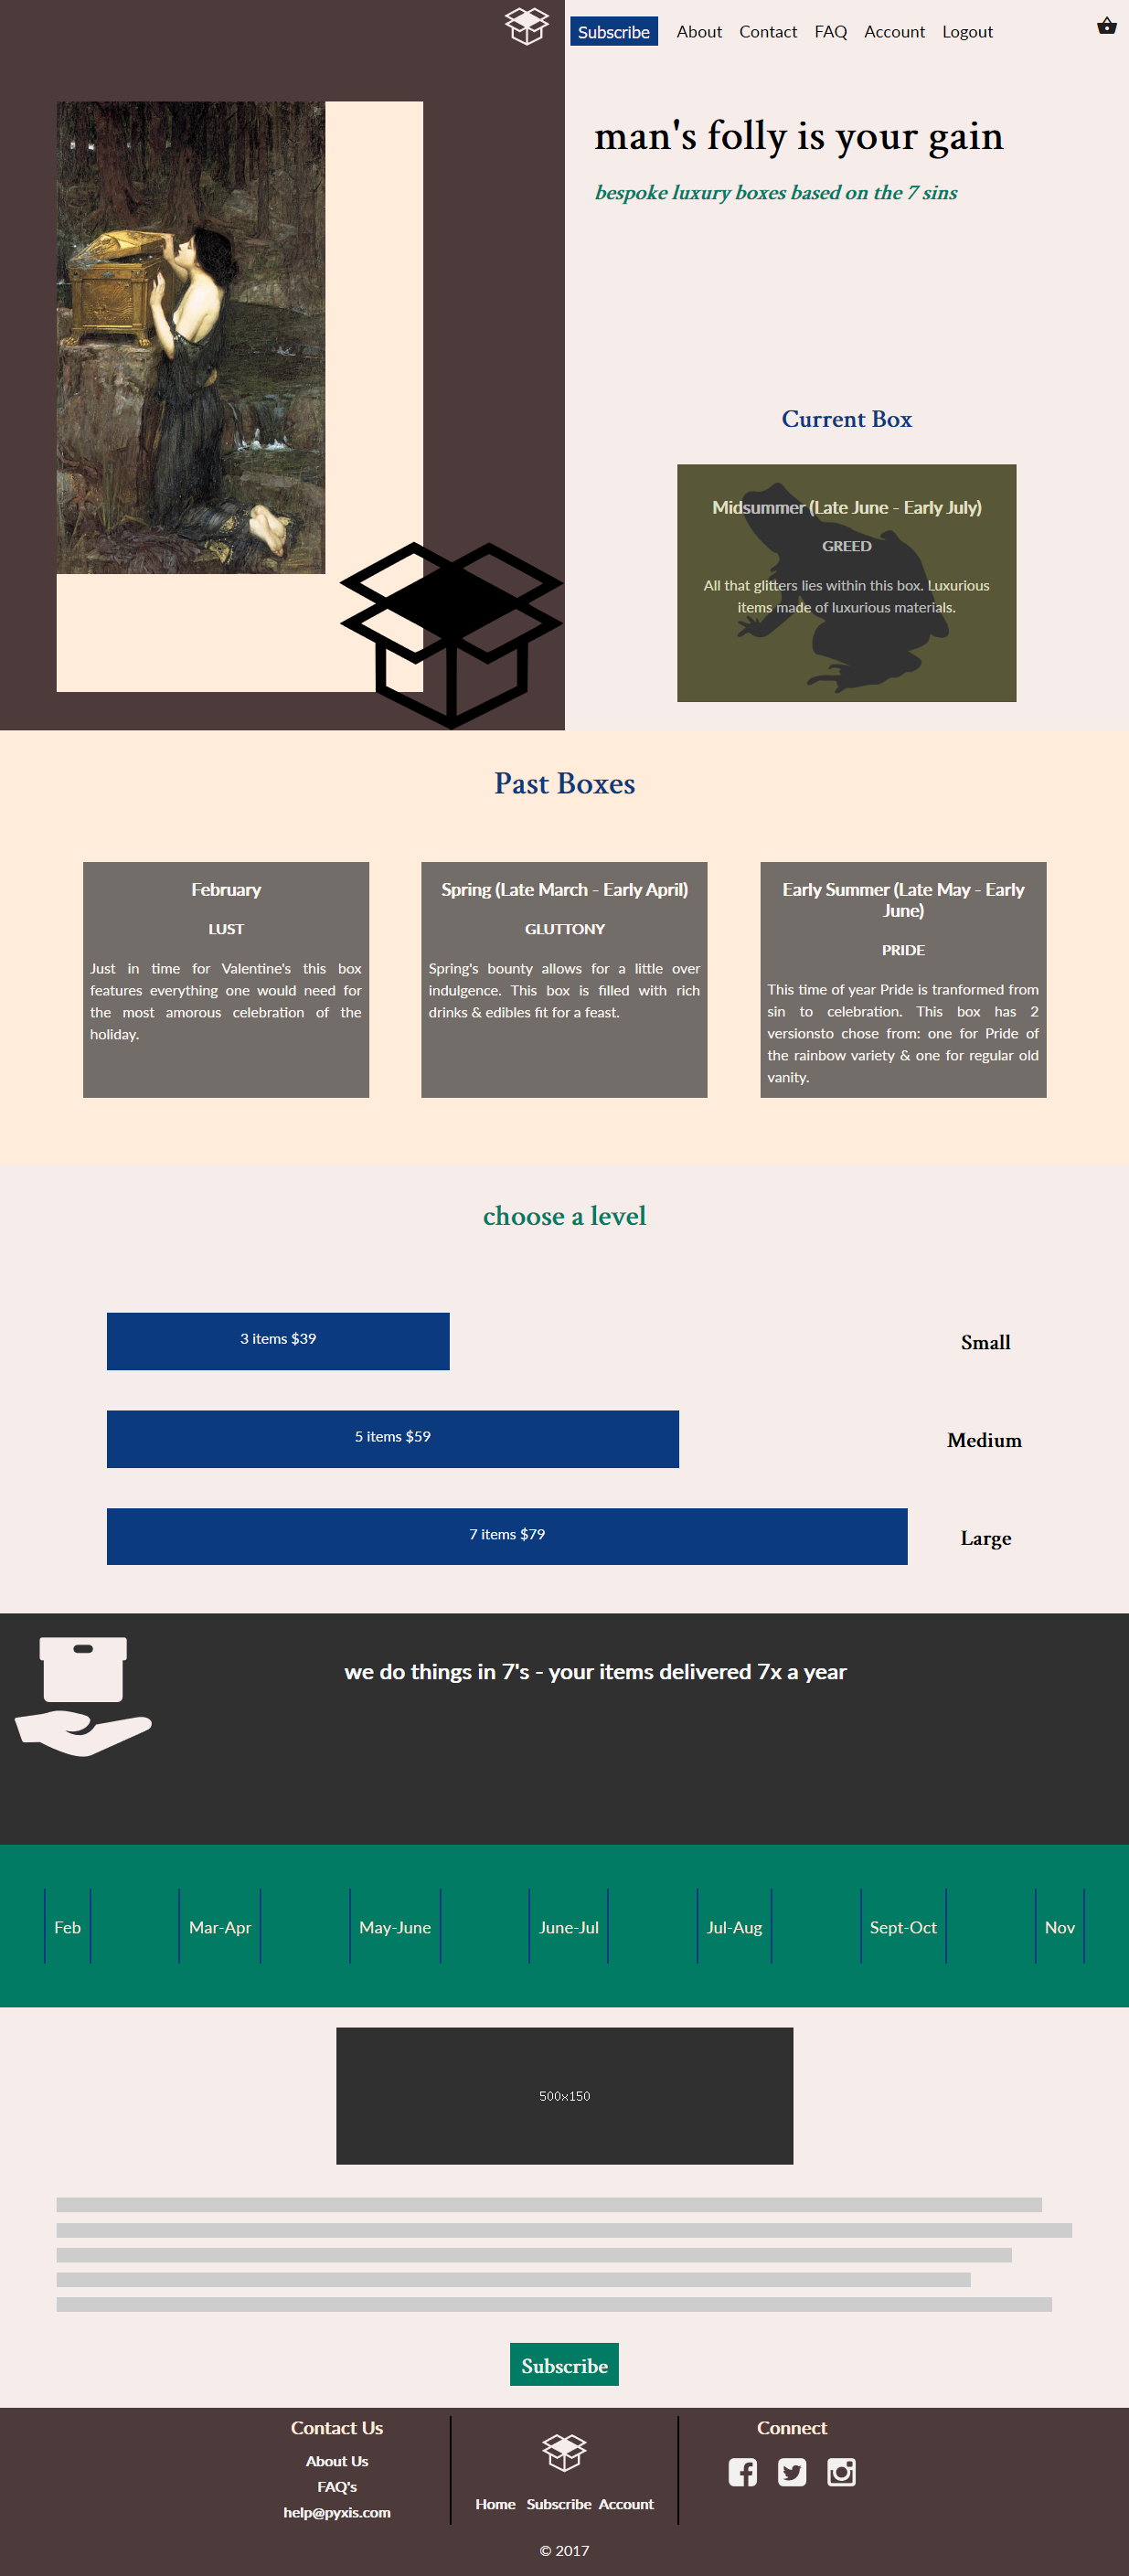 Subscribe About Contact FAQ Account Logout
man's folly is your gain
bespoke luxury boxes based on the 7 sins
Current Box
Midsummer (Late June - Early July)
GREED
All that glitters lies within this box. Luxurious
items made of luxurious materials.
Past Boxes
February
LUST
Just in time for Valentine's this box
features everything one would need for
the most amorous celebration of the
holiday.
Spring (Late March - Early April)
GLUTTONY
Spring's bounty allows for a little over
indulgence. This box is filled with rich
drinks & edibles fit for a feast.
Early Summer (Late May - Early
June)
PRIDE
This time of year Pride is tranformed from
sin to celebration. This box has 2
versionsto chose from: one for Pride of
the rainbow variety & one for regular old
vanity.
choose a level
3 items $39
Small
5 items $59
Medium
7 items $79
Large
we do things in 7's - your items delivered 7x a year
Feb
Mar-Apr
May-June
June-Jul
Jul-Aug
Sept-Oct
Nov
500x150
Subscribe
Contact Us
About Us
FAQ's
help@pyxis.com
Home Subscribe Account
Connect
© 2017